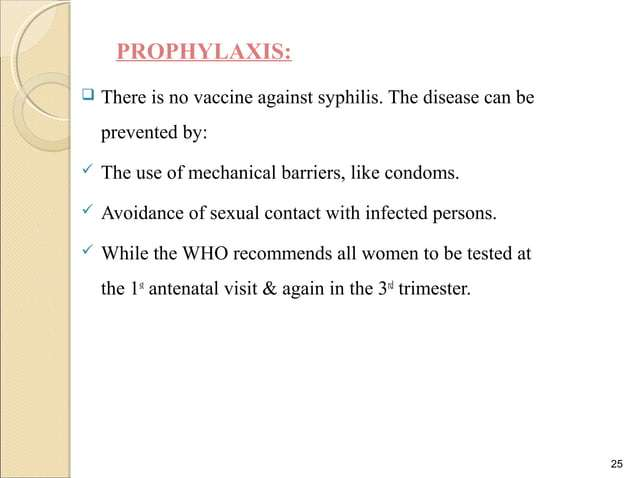 PROPHYLAXIS:
❑ There is no vaccine against syphilis. The disease can be
prevented by:
✓ The use of mechanical barriers, like condoms.
✓ Avoidance of sexual contact with infected persons.
✓ While the WHO recommends all women to be tested at
the 1st antenatal visit & again in the 3rd trimester.
25